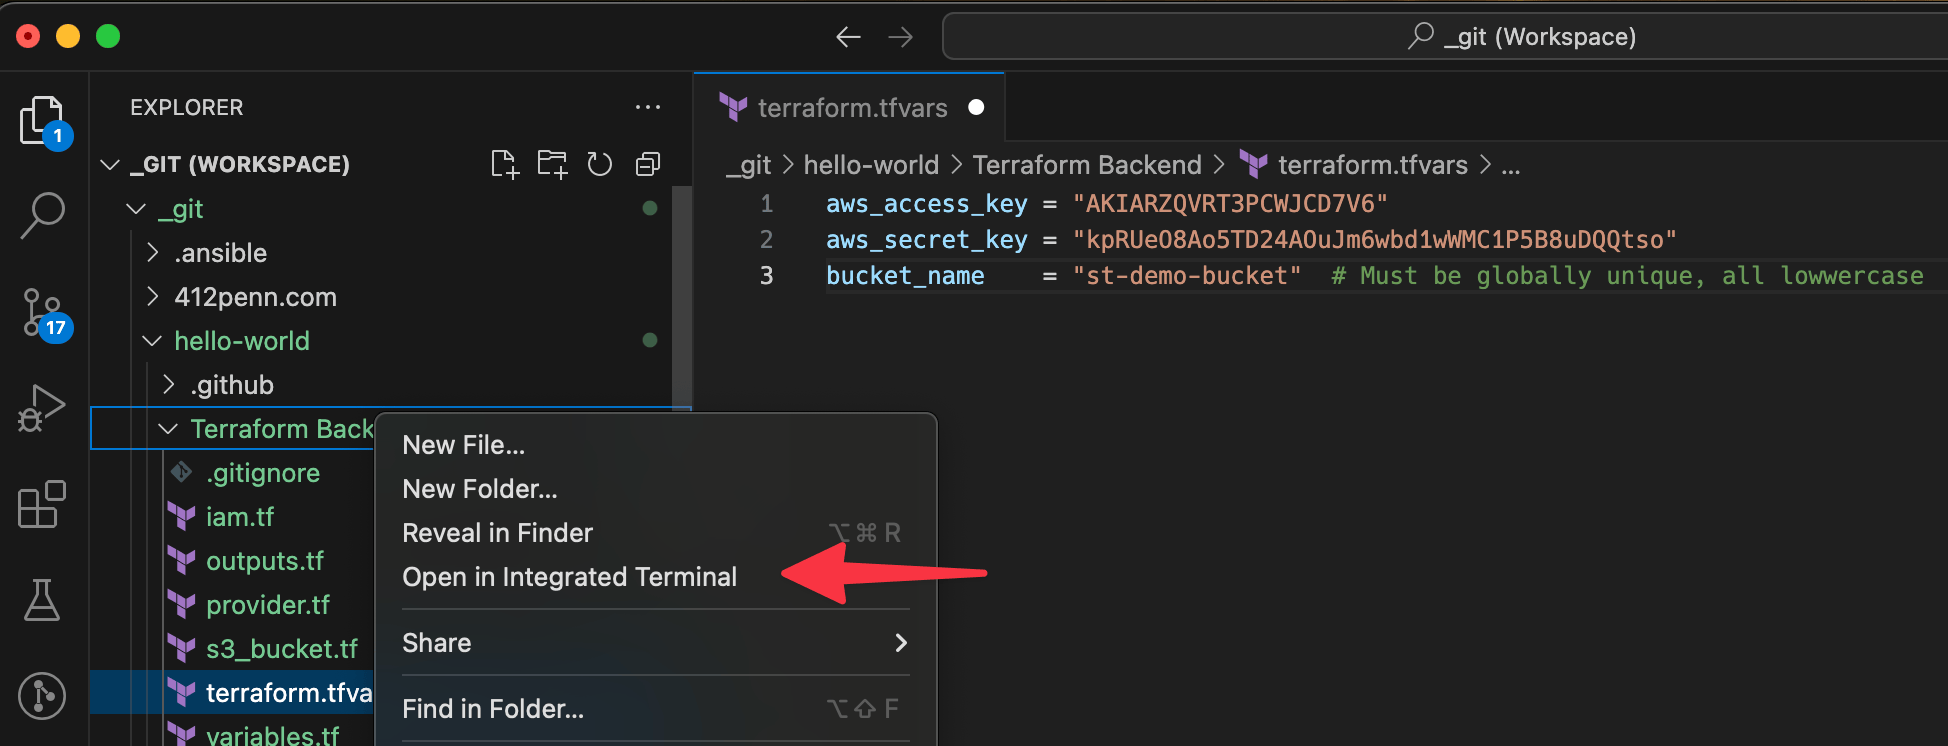 _git (Workspace)
EXPLORER
_GIT (WORKSPACE)
_git
.ansible
412penn.com
hello-world
.github
Terraform Back
.gitignore
iam.tf
outputs.tf
provider.tf
s3_bucket.tf
terraform.tfva
variables.tf
1
17
New File...
New Folder...
Reveal in Finder ⌥⌘R
Open in Integrated Terminal
Share
Find in Folder... ⌥⇧F
terraform.tfvars
_git > hello-world > Terraform Backend > terraform.tfvars > ...
1 aws_access_key = "AKIARZQVRT3PCWJCD7V6"
2 aws_secret_key = "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"
3 bucket_name    = "st-demo-bucket"  # Must be globally unique, all lowwercase